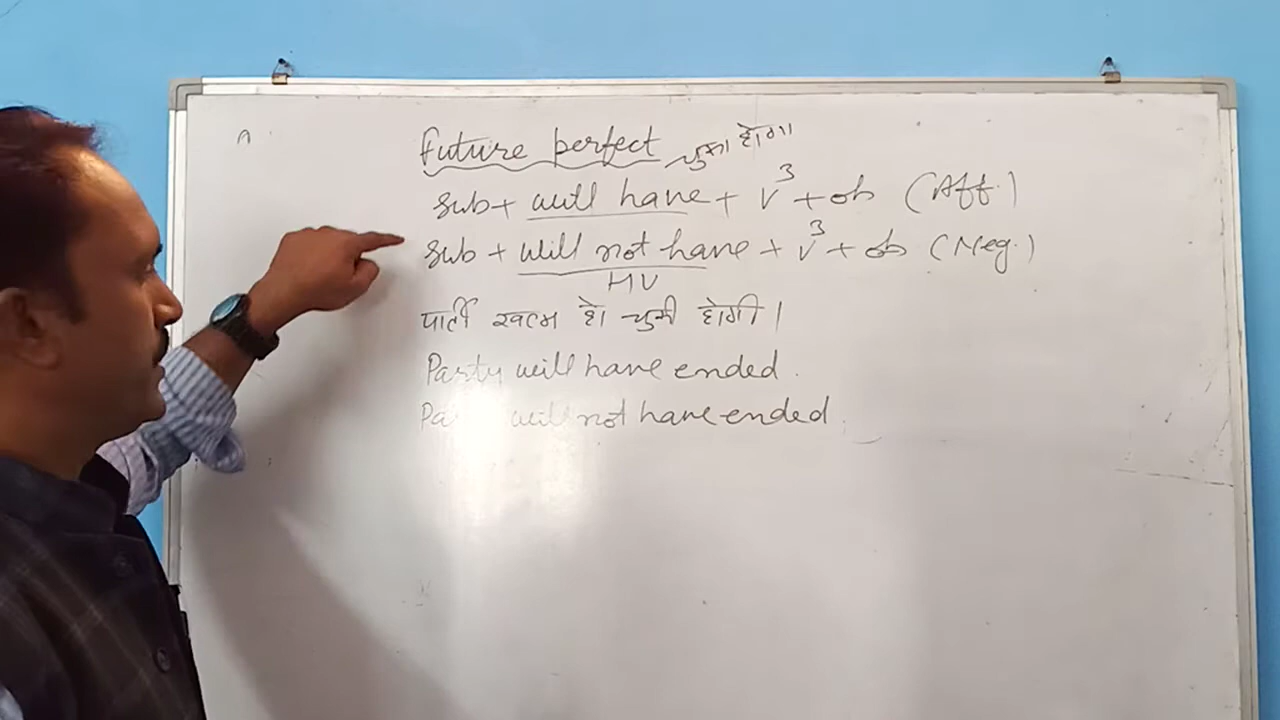 future perfect चुका होगा
sub + will have + V3 + ob (Aff.)
sub + will not have + V3 + ob (Neg.)
HV
पार्टी खत्म हो चुकी होगी।
Party will have ended.
Pa will not have ended.